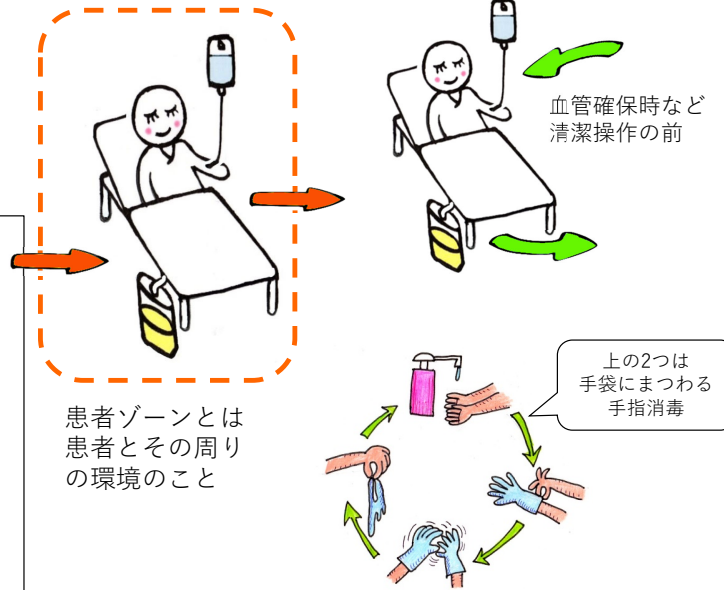 血管確保時など
清潔操作の前
患者ゾーンとは
患者とその周り
の環境のこと
上の2つは
手袋にまつわる
手指消毒